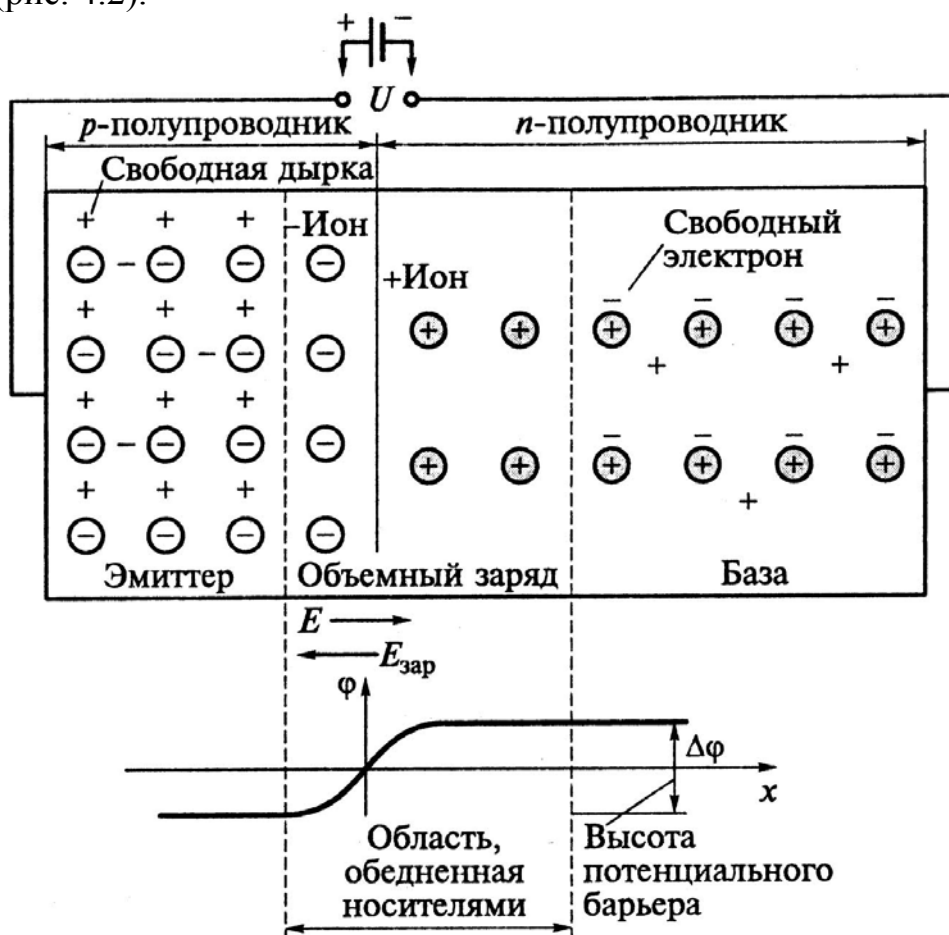 (рис. 4.2).
+ −
U
p-полупроводник n-полупроводник
Свободная дырка
+ + + −Ион Свободный
электрон
− − − − − +Ион
+ + + − − − −
+ + + + + +
− − − − − + +
+ + +
− − − − − − − − −
+ + + + + +
+ + + +
− − − −
Эмиттер Объемный заряд База
E
Eзар
φ
Δφ
x
Область,
обедненная
носителями
Высота
потенциального
барьера